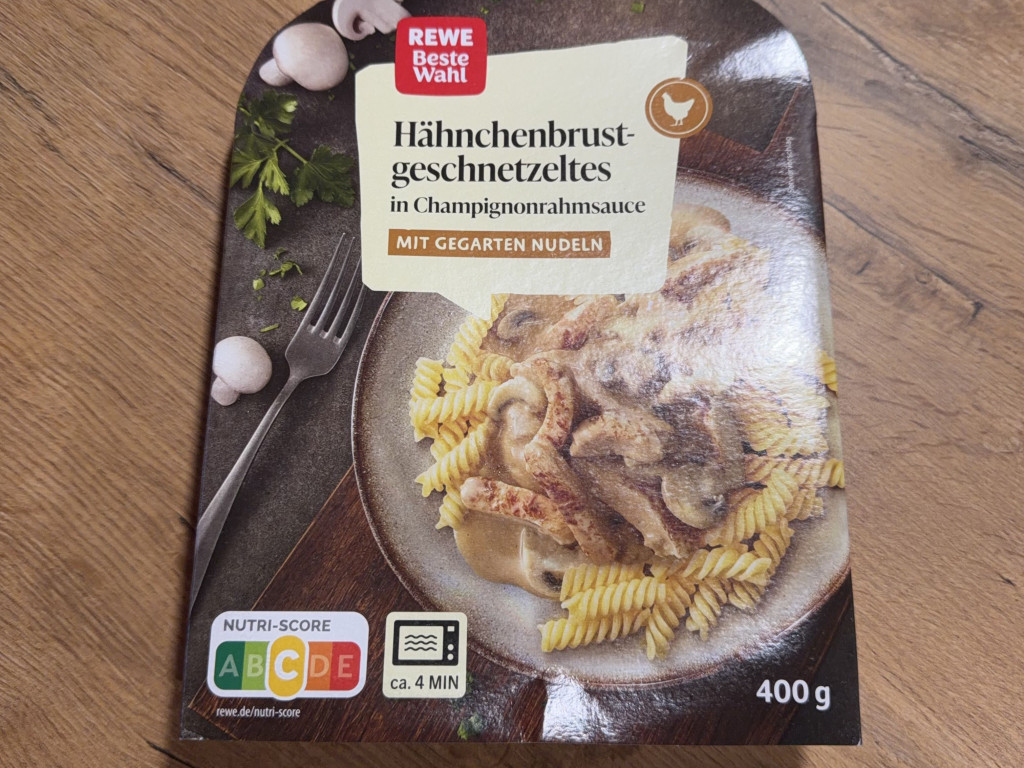 REWE
Beste
Wahl
Hähnchenbrust-
geschnetzeltes
in Champignonrahmsauce
MIT GEGARTEN NUDELN
NUTRI-SCORE
ABCDE
rewe.de/nutri-score
ca. 4 MIN
400 g